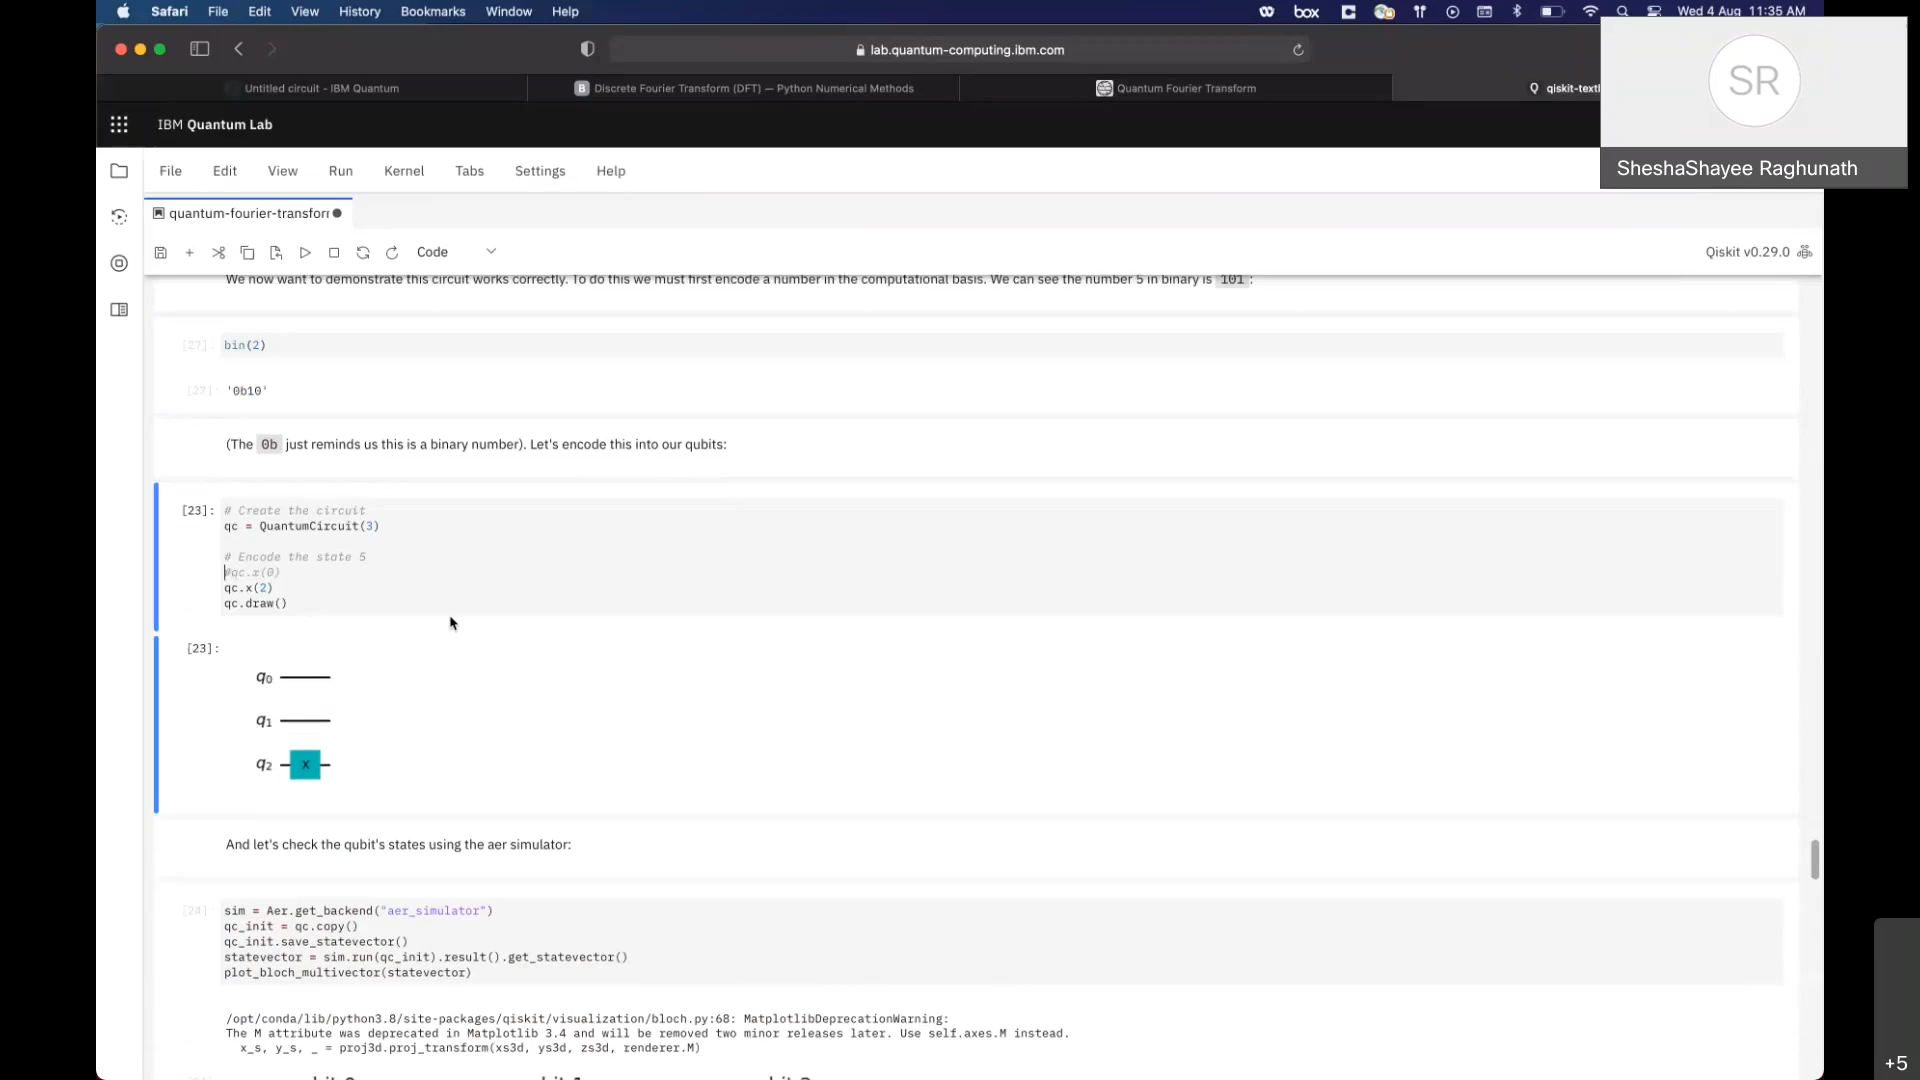 Safari File Edit View History Bookmarks Window Help
box
Wed 4 Aug 11:35 AM
lab.quantum-computing.ibm.com
Untitled circuit - IBM Quantum
B Discrete Fourier Transform (DFT) — Python Numerical Methods
Quantum Fourier Transform
SR
SheshaShayee Raghunath
IBM Quantum Lab
File Edit View Run Kernel Tabs Settings Help
Code
Qiskit v0.29.0
We now want to demonstrate this circuit works correctly. To do this we must first encode a number in the computational basis. We can see the number 5 in binary is 101:
[27] bin(2)
[27] '0b10'
(The 0b just reminds us this is a binary number). Let's encode this into our qubits:
[23]: # Create the circuit
qc = QuantumCircuit(3)
# Encode the state 5
#qc.x(0)
qc.x(2)
qc.draw()
[23]:
q0
q1
q2 X
And let's check the qubit's states using the aer simulator:
[24] sim = Aer.get_backend("aer_simulator")
qc_init = qc.copy()
qc_init.save_statevector()
statevector = sim.run(qc_init).result().get_statevector()
plot_bloch_multivector(statevector)
/opt/conda/lib/python3.8/site-packages/qiskit/visualization/bloch.py:68: MatplotlibDeprecationWarning:
The M attribute was deprecated in Matplotlib 3.4 and will be removed two minor releases later. Use self.axes.M instead.
x_s, y_s, _ = proj3d.proj_transform(xs3d, ys3d, zs3d, renderer.M)
+5